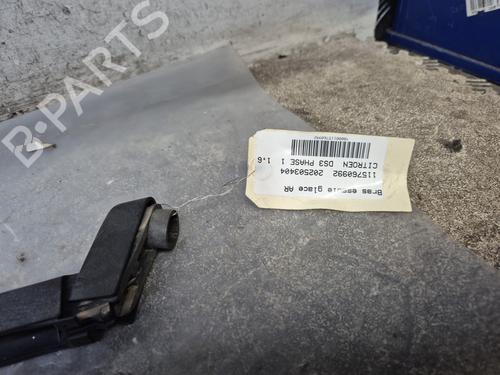 B-PARTS
Bras essuie glace AR
115760992 202503404
CITROEN DS3 PHASE 1 1.6